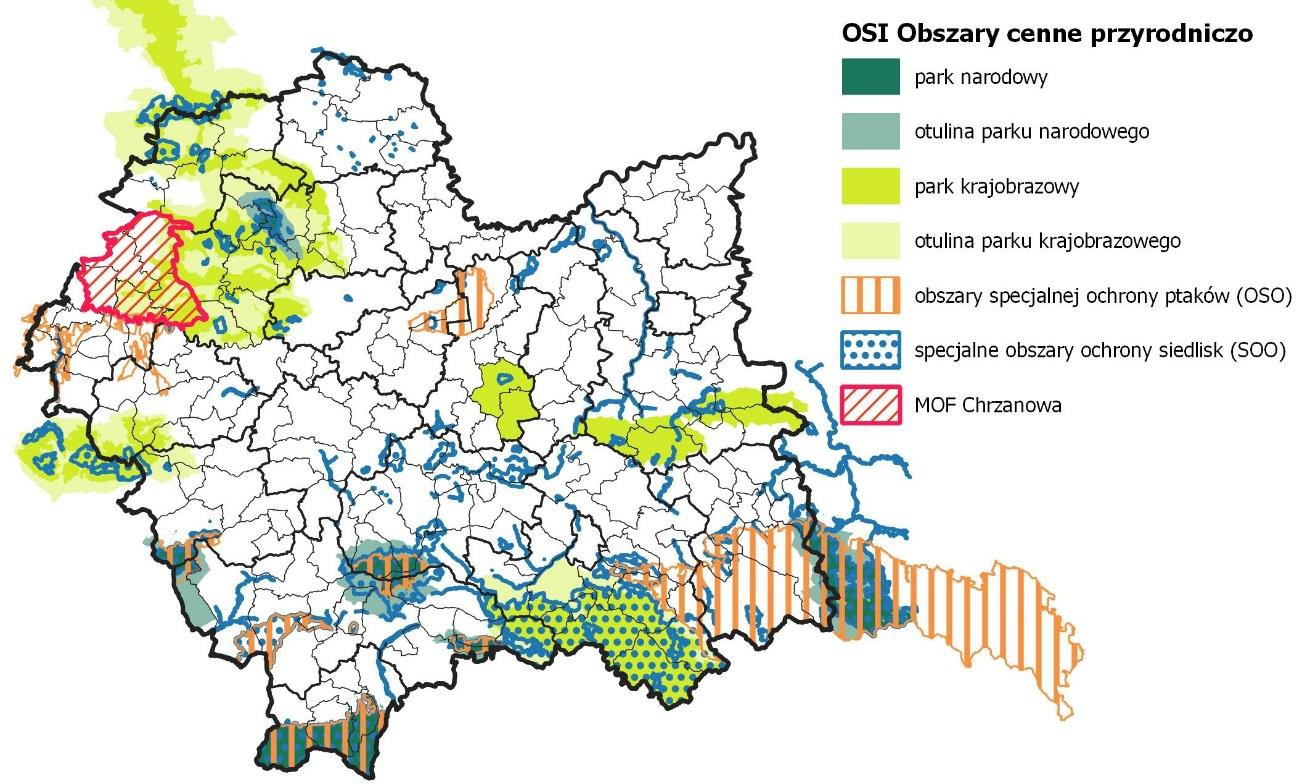 OSI Obszary cenne przyrodniczo
park narodowy
otulina parku narodowego
park krajobrazowy
otulina parku krajobrazowego
obszary specjalnej ochrony ptaków (OSO)
specjalne obszary ochrony siedlisk (SOO)
MOF Chrzanowa